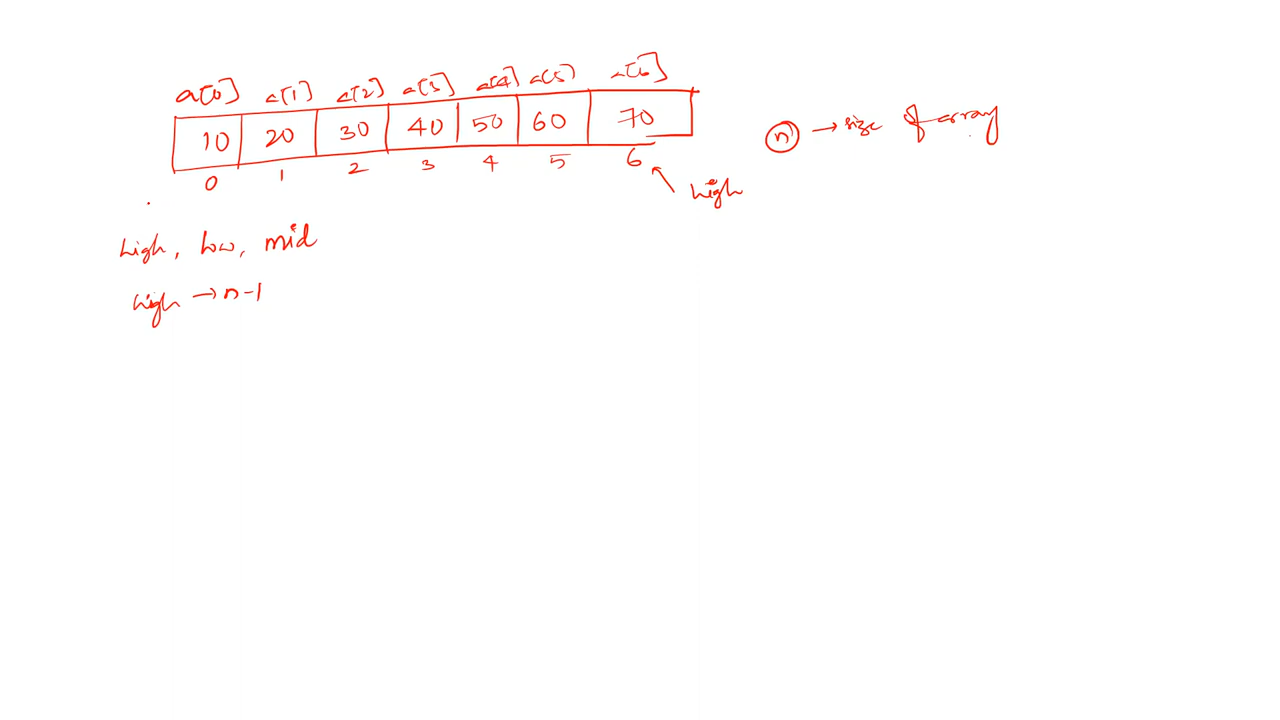 a[0] a[1] a[2] a[3] a[4] a[5] a[6]
10 20 30 40 50 60 70
0 1 2 3 4 5 6
n → size of array
high
high, low, mid
high → n-1